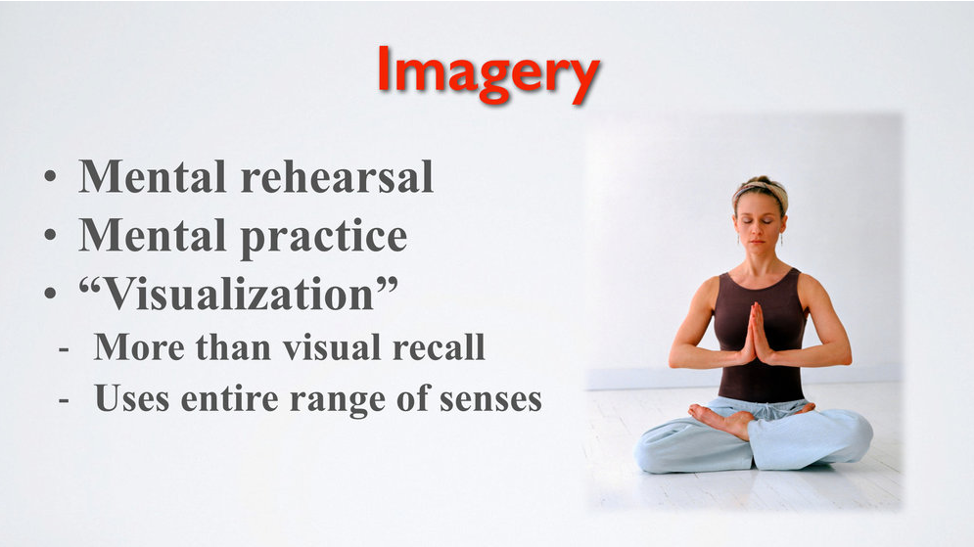 Imagery
• Mental rehearsal
• Mental practice
• “Visualization”
- More than visual recall
- Uses entire range of senses